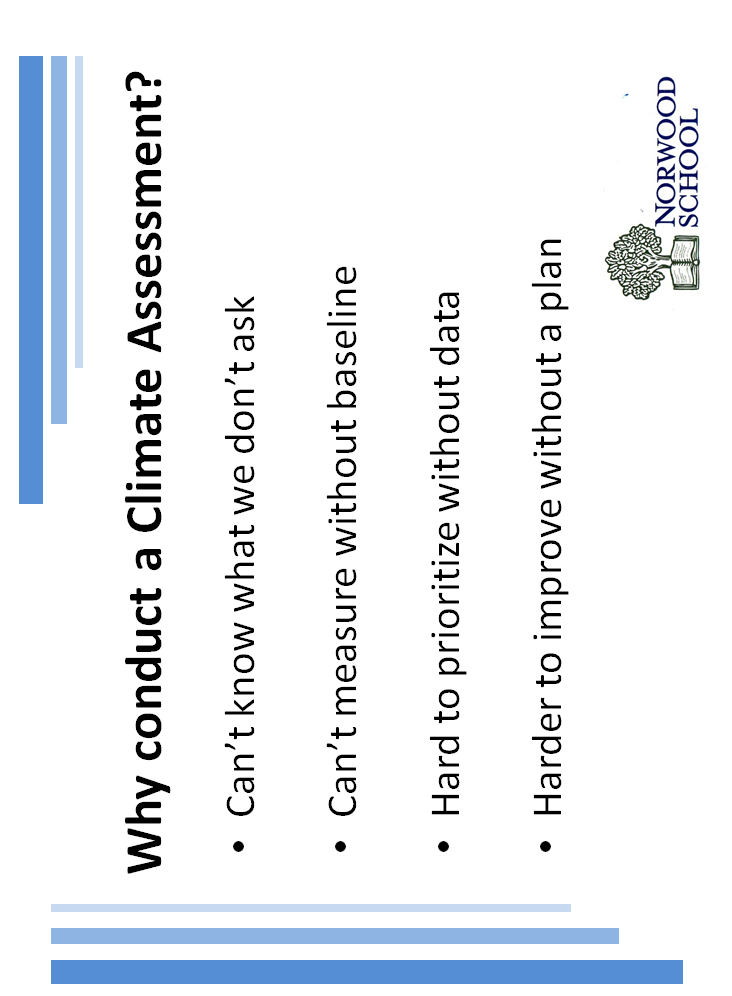 Why conduct a Climate Assessment?
• Can’t know what we don’t ask
• Can’t measure without baseline
• Hard to prioritize without data
• Harder to improve without a plan
NORWOOD
SCHOOL